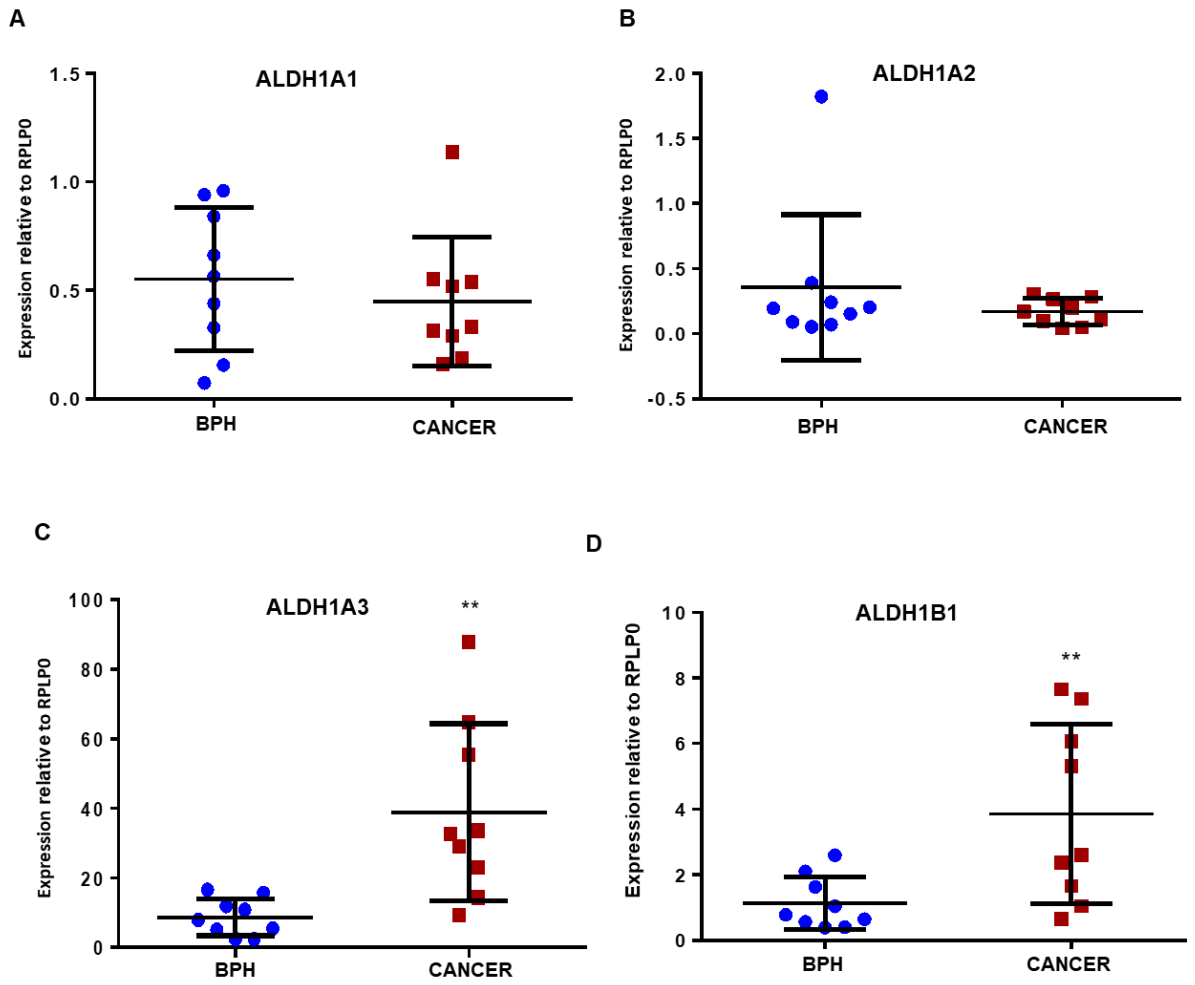 A
ALDH1A1
Expression relative to RPLP0
1.5
1.0
0.5
0.0
BPH
CANCER
B
ALDH1A2
Expression relative to RPLP0
2.0
1.5
1.0
0.5
0.0
-0.5
BPH
CANCER
C
ALDH1A3
**
Expression relative to RPLP0
100
80
60
40
20
0
BPH
CANCER
D
ALDH1B1
**
Expression relative to RPLP0
10
8
6
4
2
0
BPH
CANCER